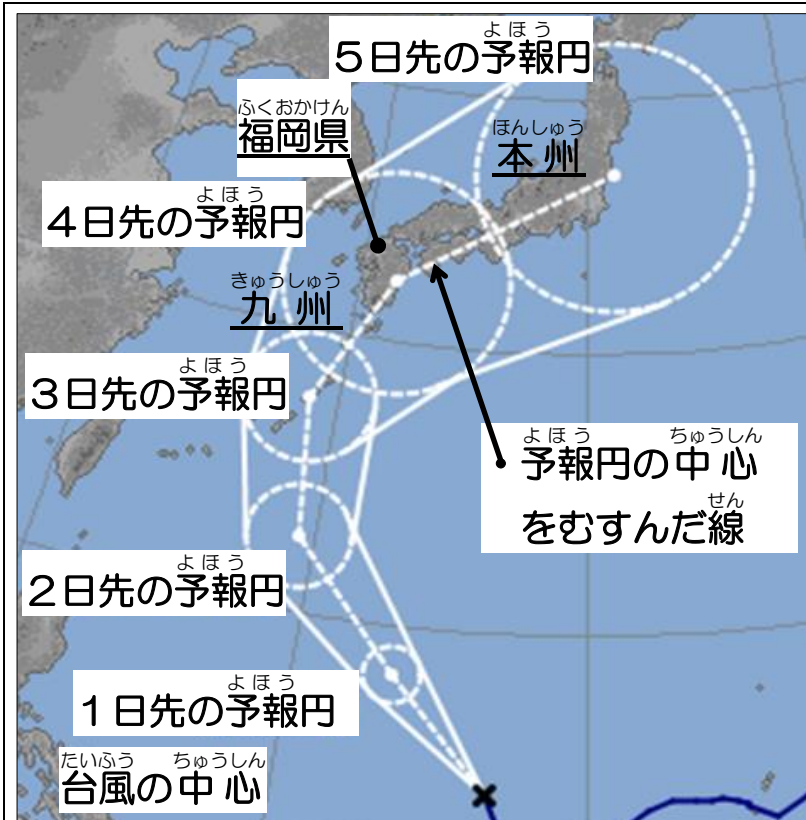 よほう
5日先の予報円
ふくおかけん
福岡県
ほんしゅう
本州
よほう
4日先の予報円
きゅうしゅう
九州
よほう
3日先の予報円
よほう ちゅうしん
予報円の中心
せん
をむすんだ線
よほう
2日先の予報円
よほう
1日先の予報円
たいふう ちゅうしん
台風の中心